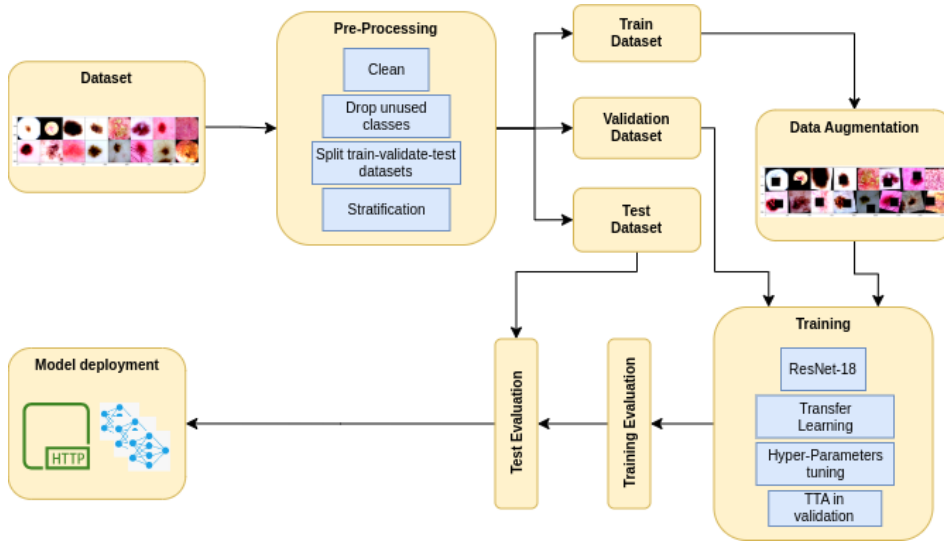 Dataset
Pre-Processing
Clean
Drop unused
classes
Split train-validate-test
datasets
Stratification
Train
Dataset
Validation
Dataset
Test
Dataset
Data Augmentation
Training
ResNet-18
Transfer
Learning
Hyper-Parameters
tuning
TTA in
validation
Training Evaluation
Test Evaluation
Model deployment
HTTP